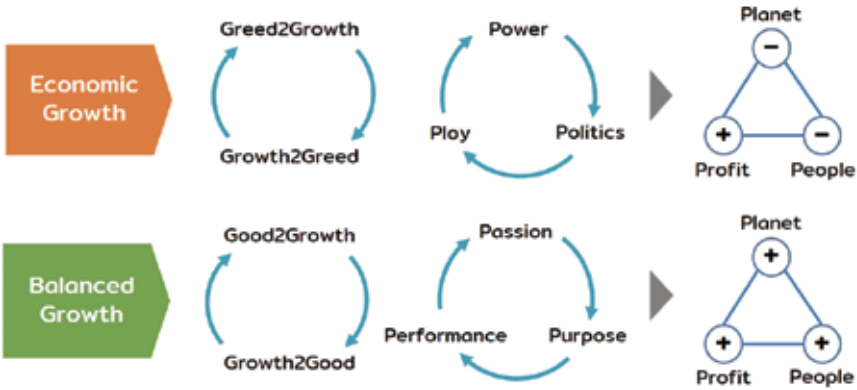 Economic
Growth
Greed2Growth
Growth2Greed
Power
Ploy
Politics
Planet
−
+
−
Profit
People
Balanced
Growth
Good2Growth
Growth2Good
Passion
Performance
Purpose
Planet
+
+
+
Profit
People